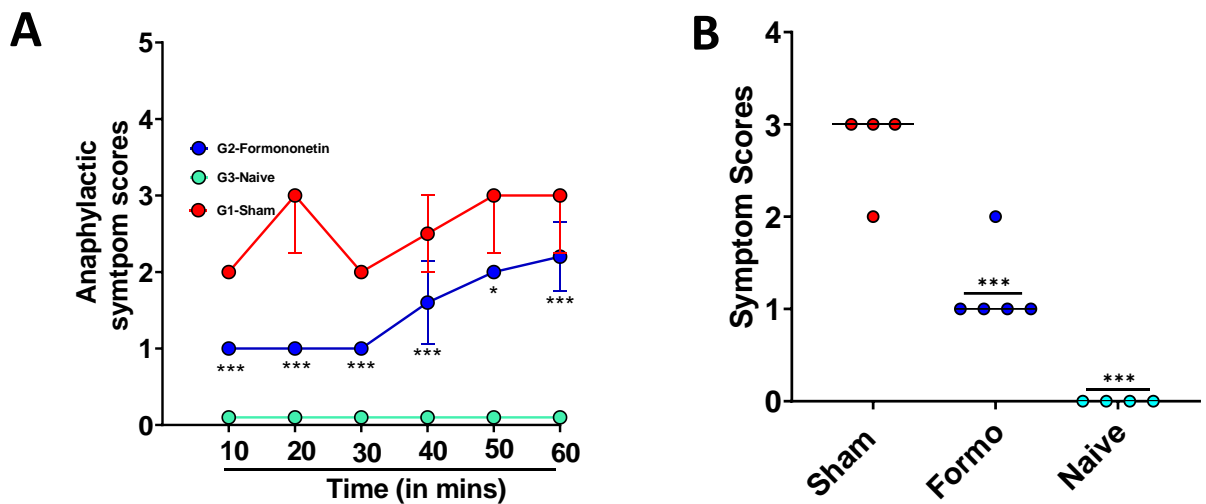 A
Anaphylactic
symtpom scores
5
4
3
2
1
0
G2-Formononetin
G3-Naive
G1-Sham
***
***
***
***
*
***
10 20 30 40 50 60
Time (in mins)
B
Symptom Scores
4
3
2
1
0
***
***
Sham
Formo
Naive